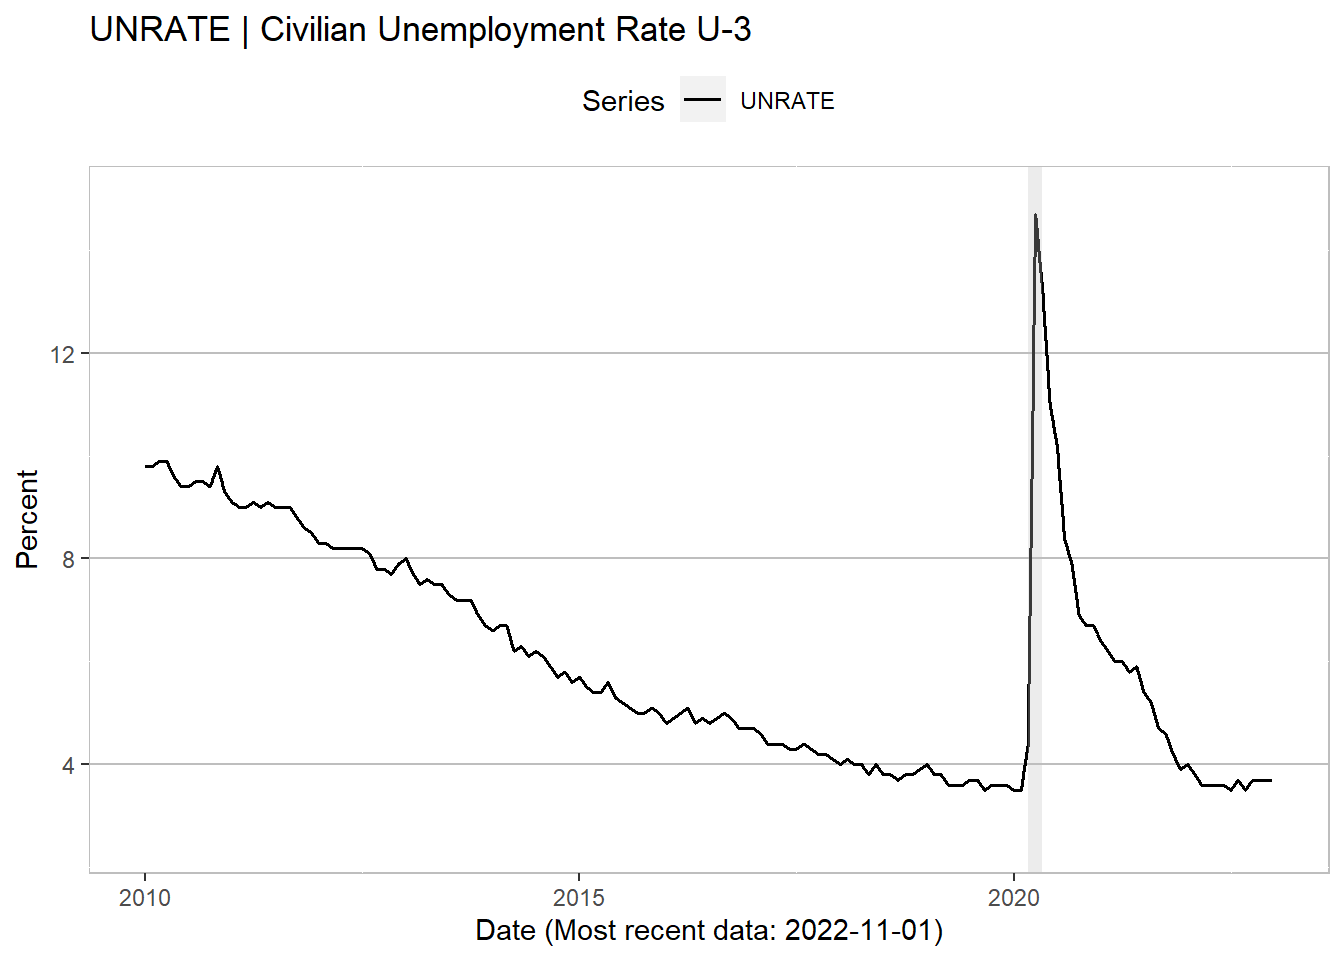 UNRATE | Civilian Unemployment Rate U-3
Series UNRATE
12
8
4
Percent
2010 2015 2020
Date (Most recent data: 2022-11-01)